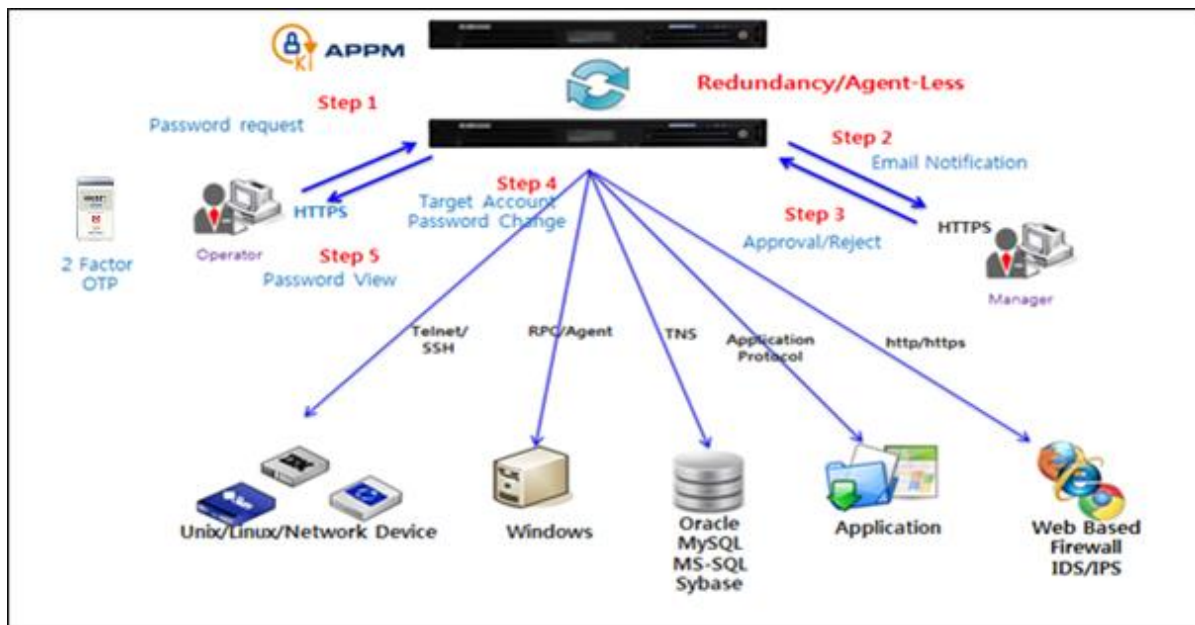 APPM
Redundancy/Agent-Less
Step 1
Password request
Step 2
Email Notification
Step 3
Approval/Reject
HTTPS
Manager
Step 4
Target Account
Password Change
HTTPS
Operator
Step 5
Password View
2 Factor
OTP
Telnet/
SSH
RPC/Agent
TNS
Application
Protocol
http/https
Unix/Linux/Network Device
Windows
Oracle
MySQL
MS-SQL
Sybase
Application
Web Based
Firewall
IDS/IPS